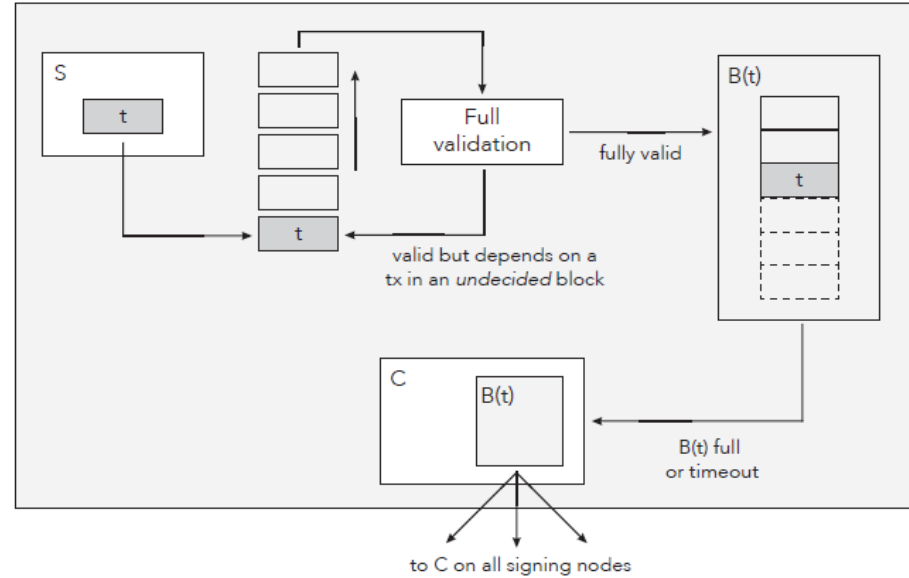 S
t
t
Full
validation
fully valid
valid but depends on a
tx in an undecided block
B(t)
t
C
B(t)
B(t) full
or timeout
to C on all signing nodes